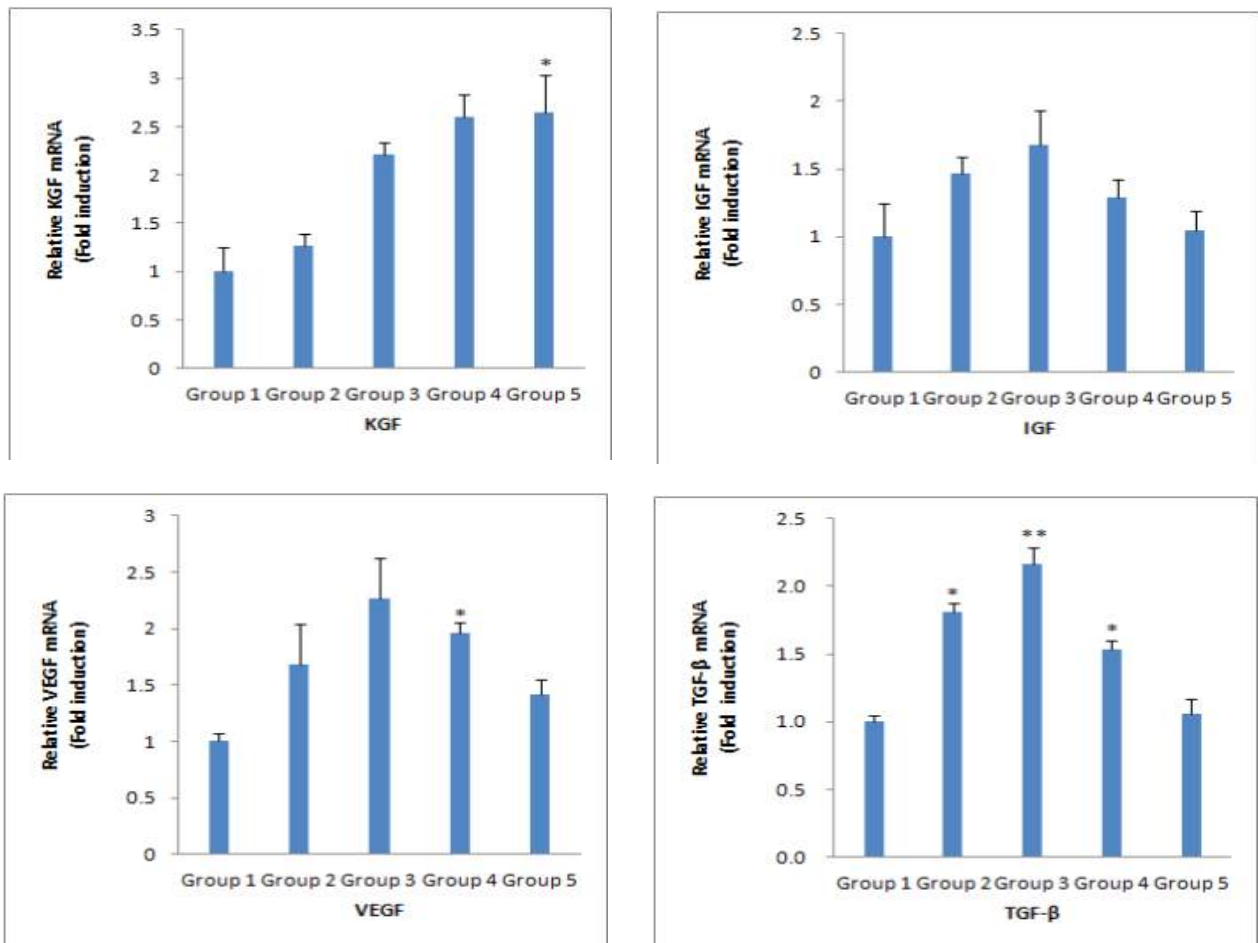 Relative KGF mRNA
(Fold induction)
3.5
3
2.5
2
1.5
1
0.5
0
*
Group 1 Group 2 Group 3 Group 4 Group 5
KGF
Relative IGF mRNA
(Fold induction)
2.5
2
1.5
1
0.5
0
Group 1 Group 2 Group 3 Group 4 Group 5
IGF
Relative VEGF mRNA
(Fold induction)
3
2.5
2
1.5
1
0.5
0
*
Group 1 Group 2 Group 3 Group 4 Group 5
VEGF
Relative TGF-β mRNA
(Fold induction)
2.5
2.0
1.5
1.0
0.5
0.0
*
**
*
Group 1 Group 2 Group 3 Group 4 Group 5
TGF-β